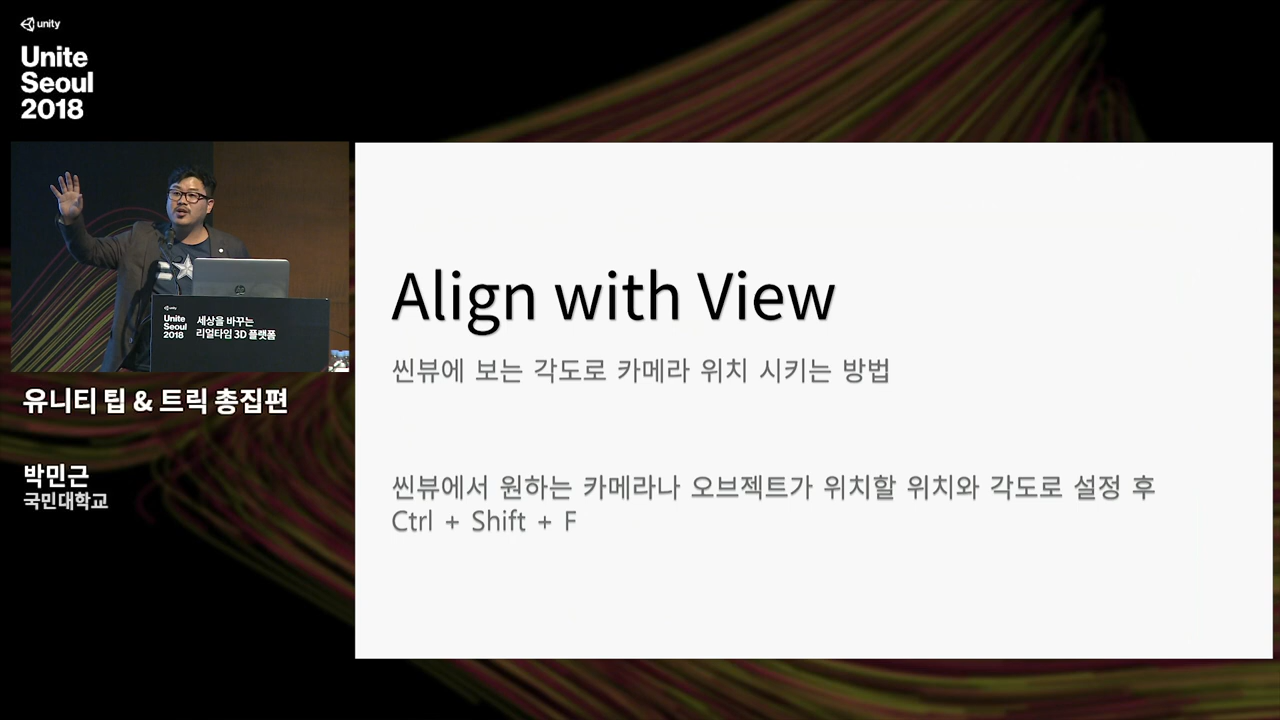 unity
Unite
Seoul
2018
unity
Unite
Seoul
2018
세상을 바꾸는
리얼타임 3D 플랫폼
유니티 팁 & 트릭 총집편
박민근
국민대학교
Align with View
씬뷰에 보는 각도로 카메라 위치 시키는 방법
씬뷰에서 원하는 카메라나 오브젝트가 위치할 위치와 각도로 설정 후
Ctrl + Shift + F